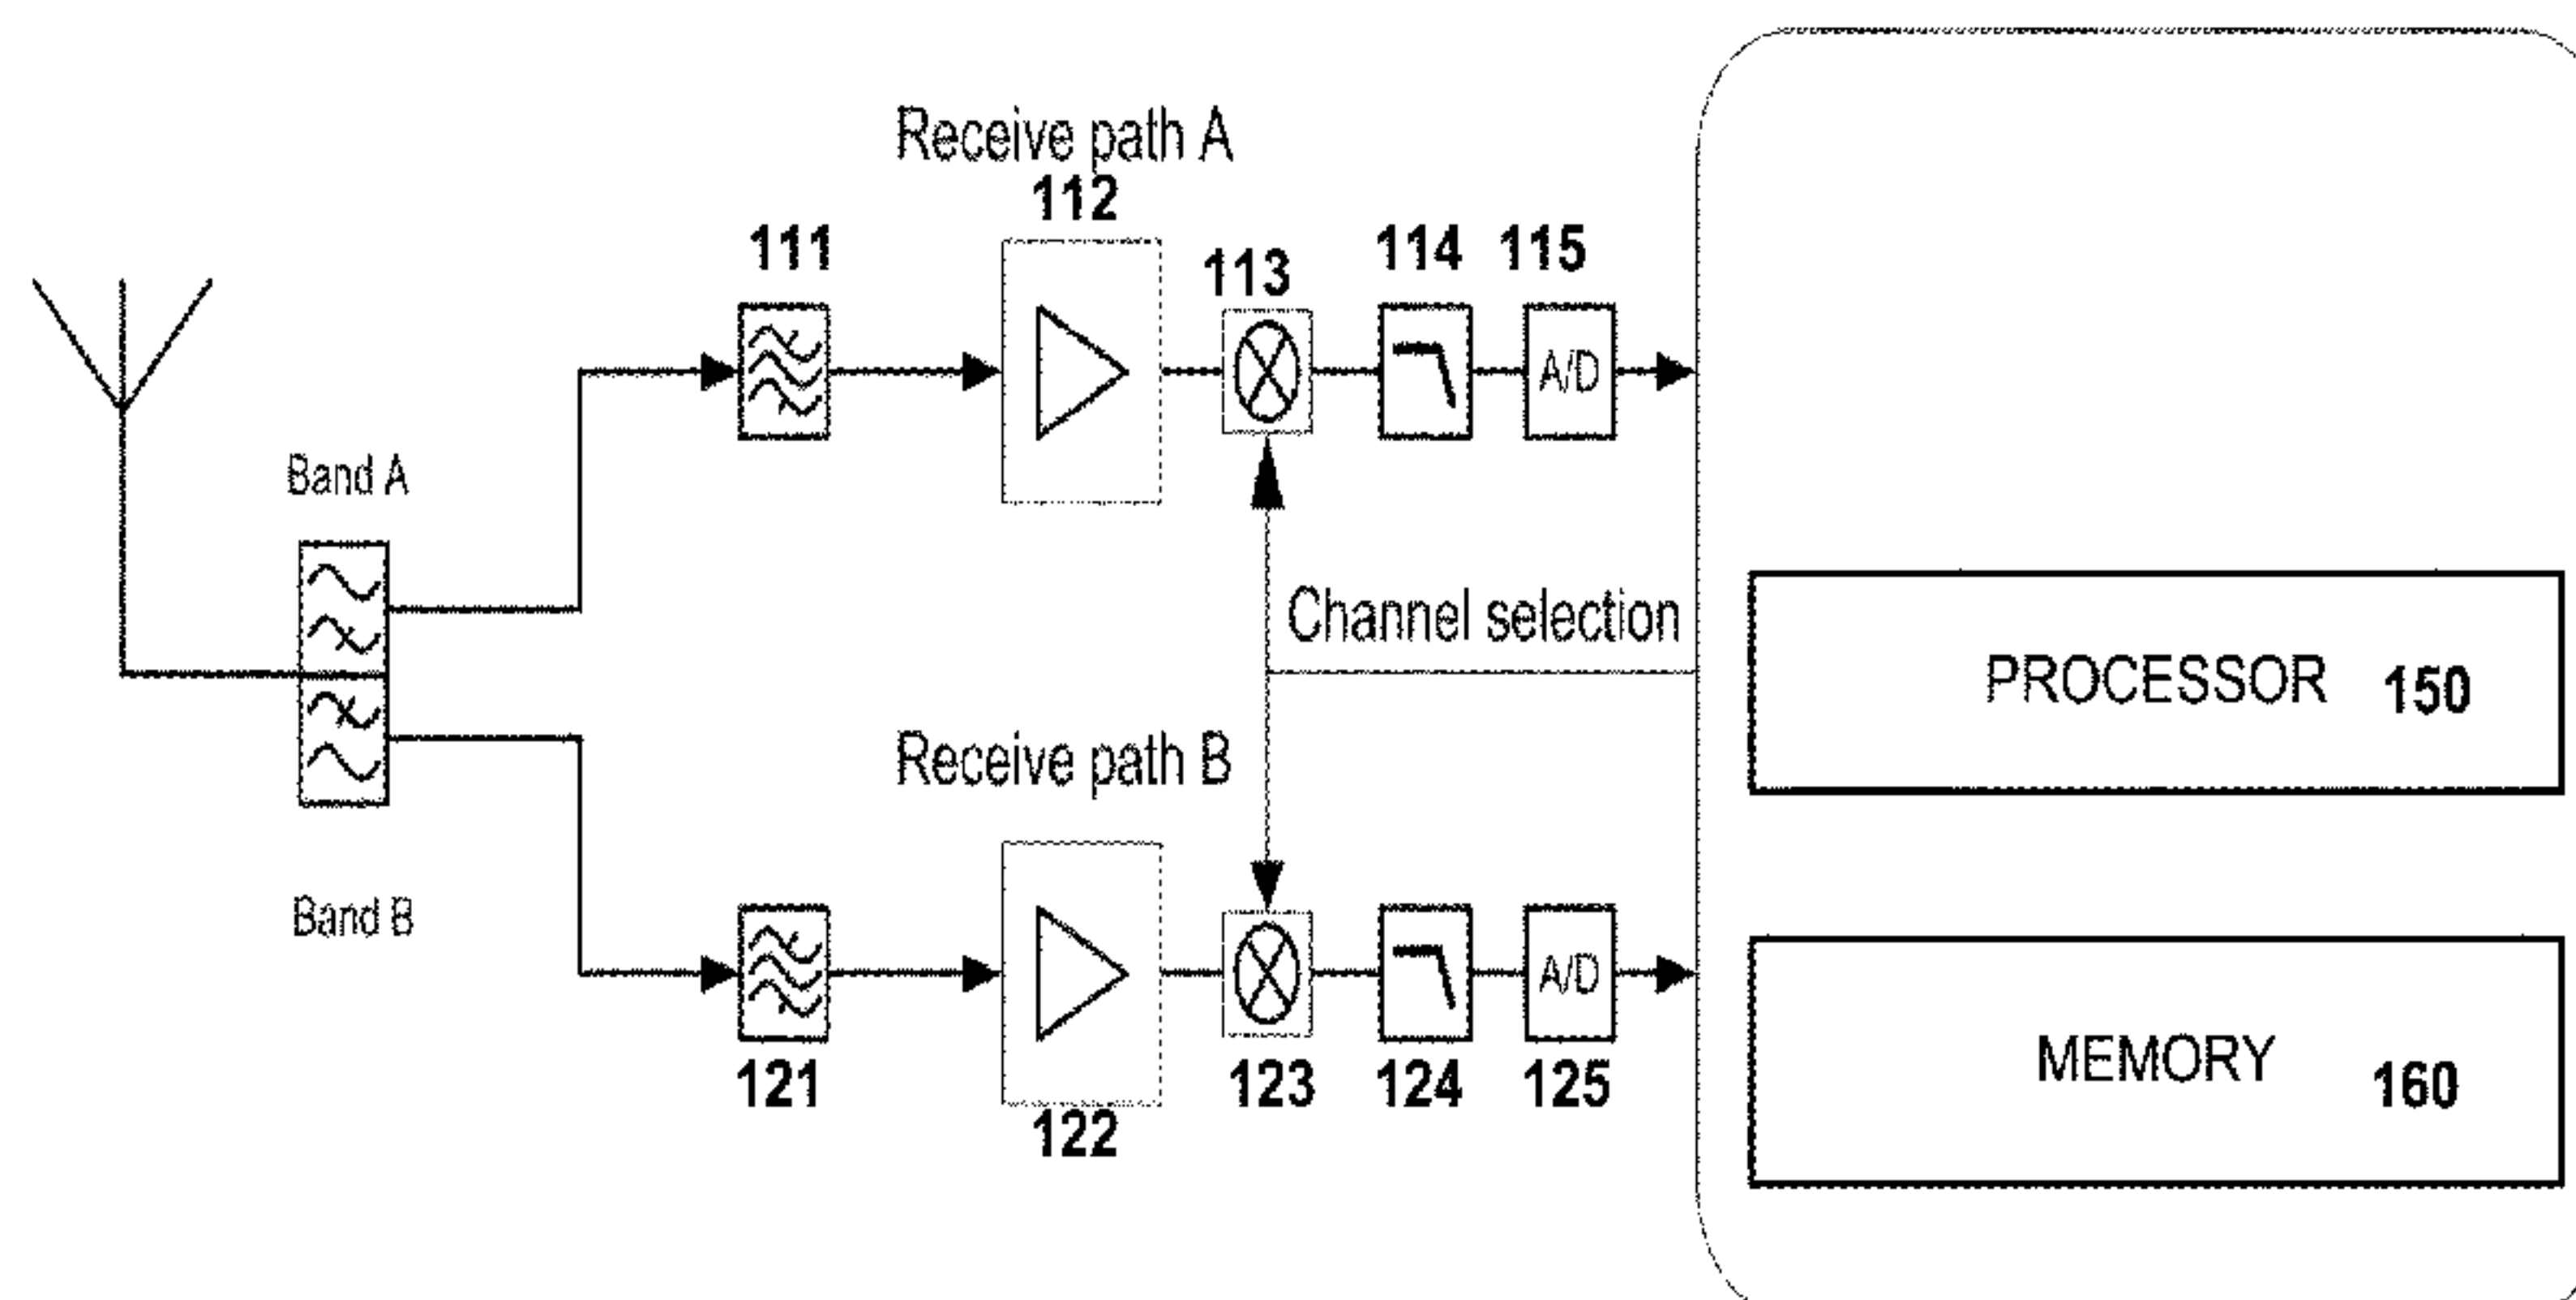 Receive path A
112
111
113
114
115
A/D
Band A
Channel selection
PROCESSOR 150
Receive path B
Band B
A/D
MEMORY 160
121
122
123
124
125